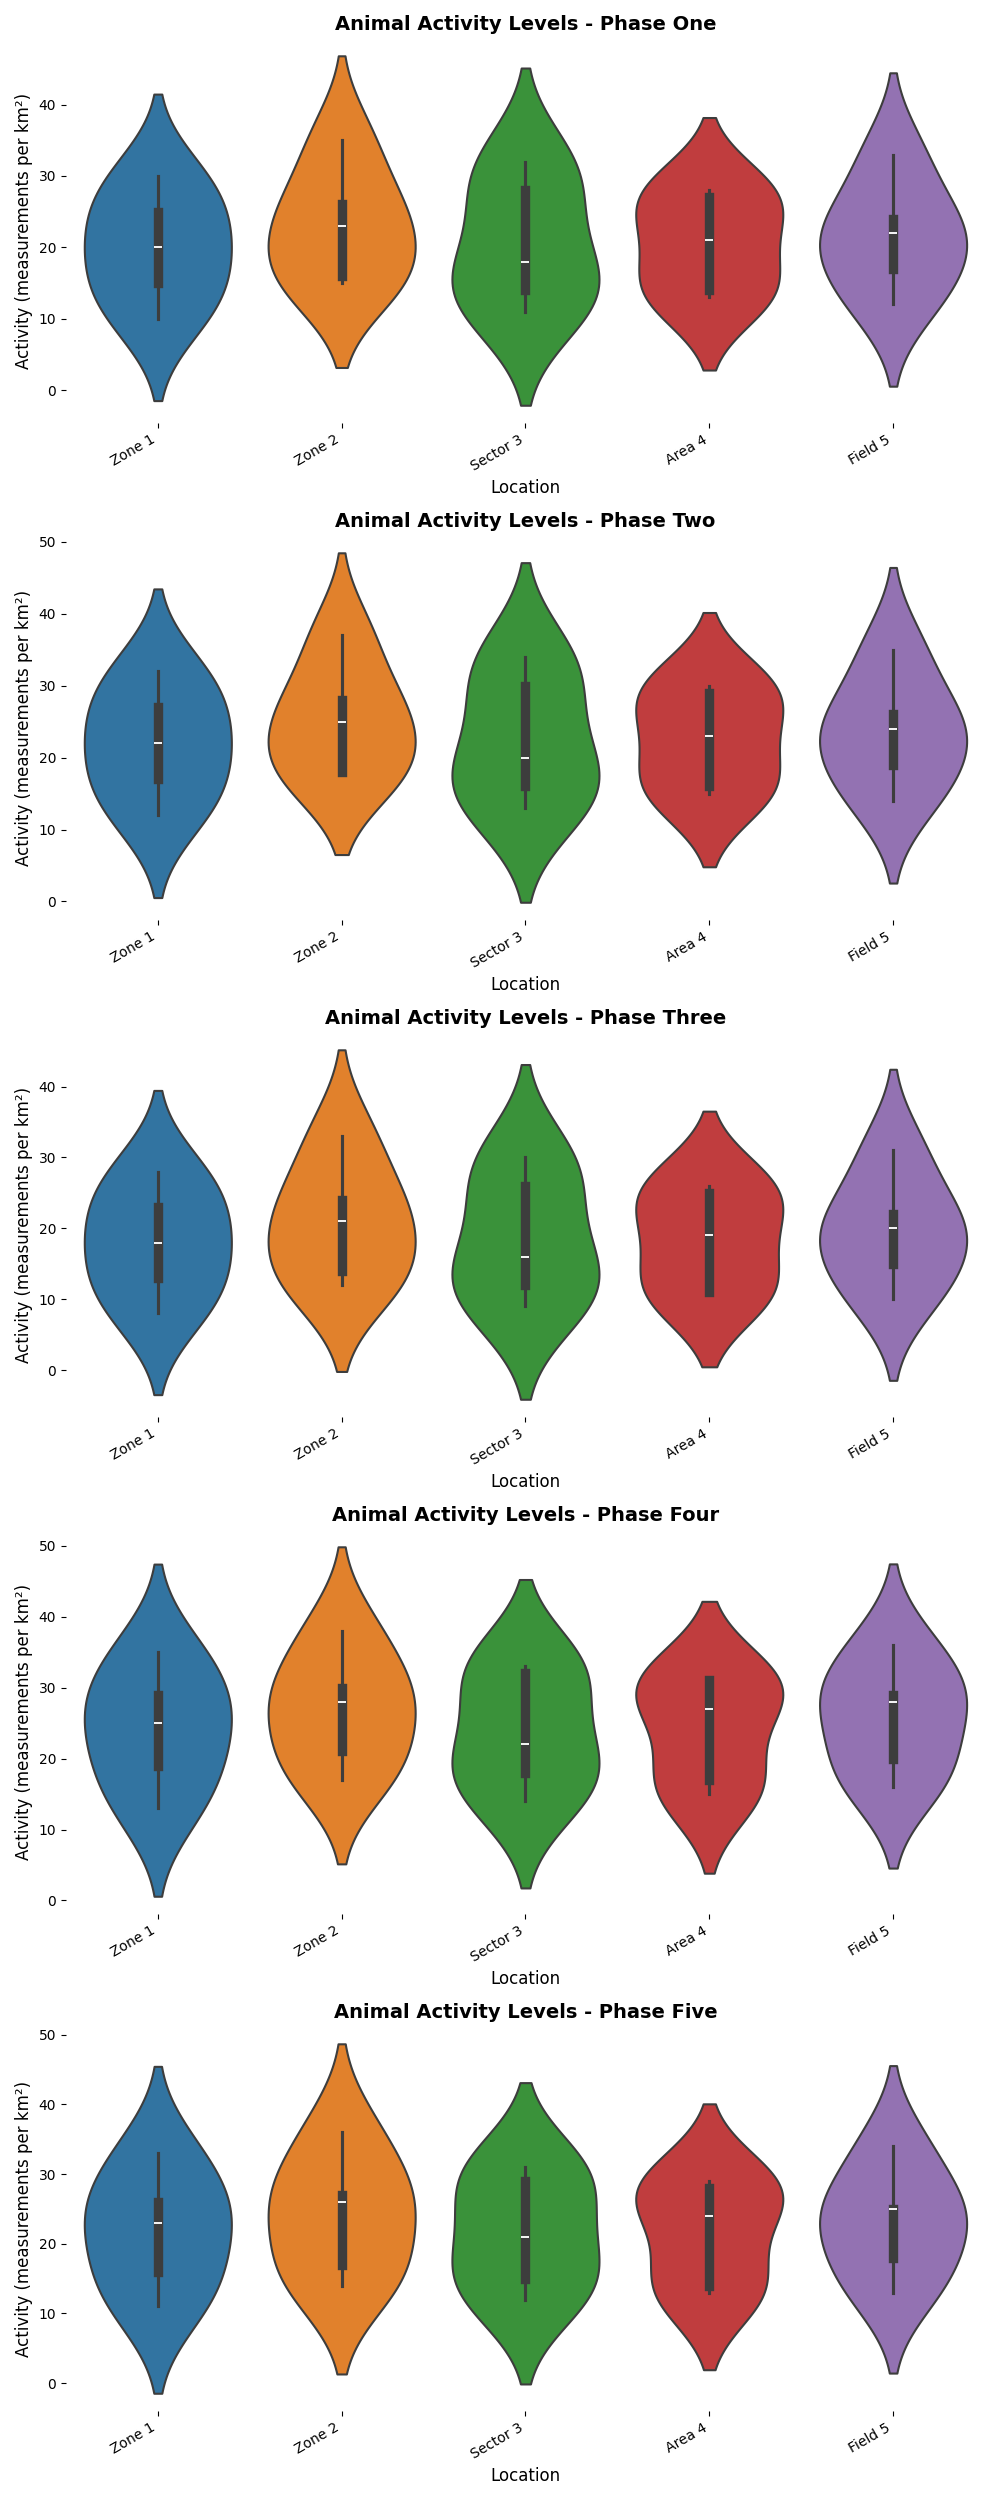 Animal Activity Levels - Phase One
Activity (measurements per km²)
40
30
20
10
0
Zone 1
Zone 2
Sector 3
Area 4
Field 5
Location
Animal Activity Levels - Phase Two
Activity (measurements per km²)
50
40
30
20
10
0
Zone 1
Zone 2
Sector 3
Area 4
Field 5
Location
Animal Activity Levels - Phase Three
Activity (measurements per km²)
40
30
20
10
0
Zone 1
Zone 2
Sector 3
Area 4
Field 5
Location
Animal Activity Levels - Phase Four
Activity (measurements per km²)
50
40
30
20
10
0
Zone 1
Zone 2
Sector 3
Area 4
Field 5
Location
Animal Activity Levels - Phase Five
Activity (measurements per km²)
50
40
30
20
10
0
Zone 1
Zone 2
Sector 3
Area 4
Field 5
Location